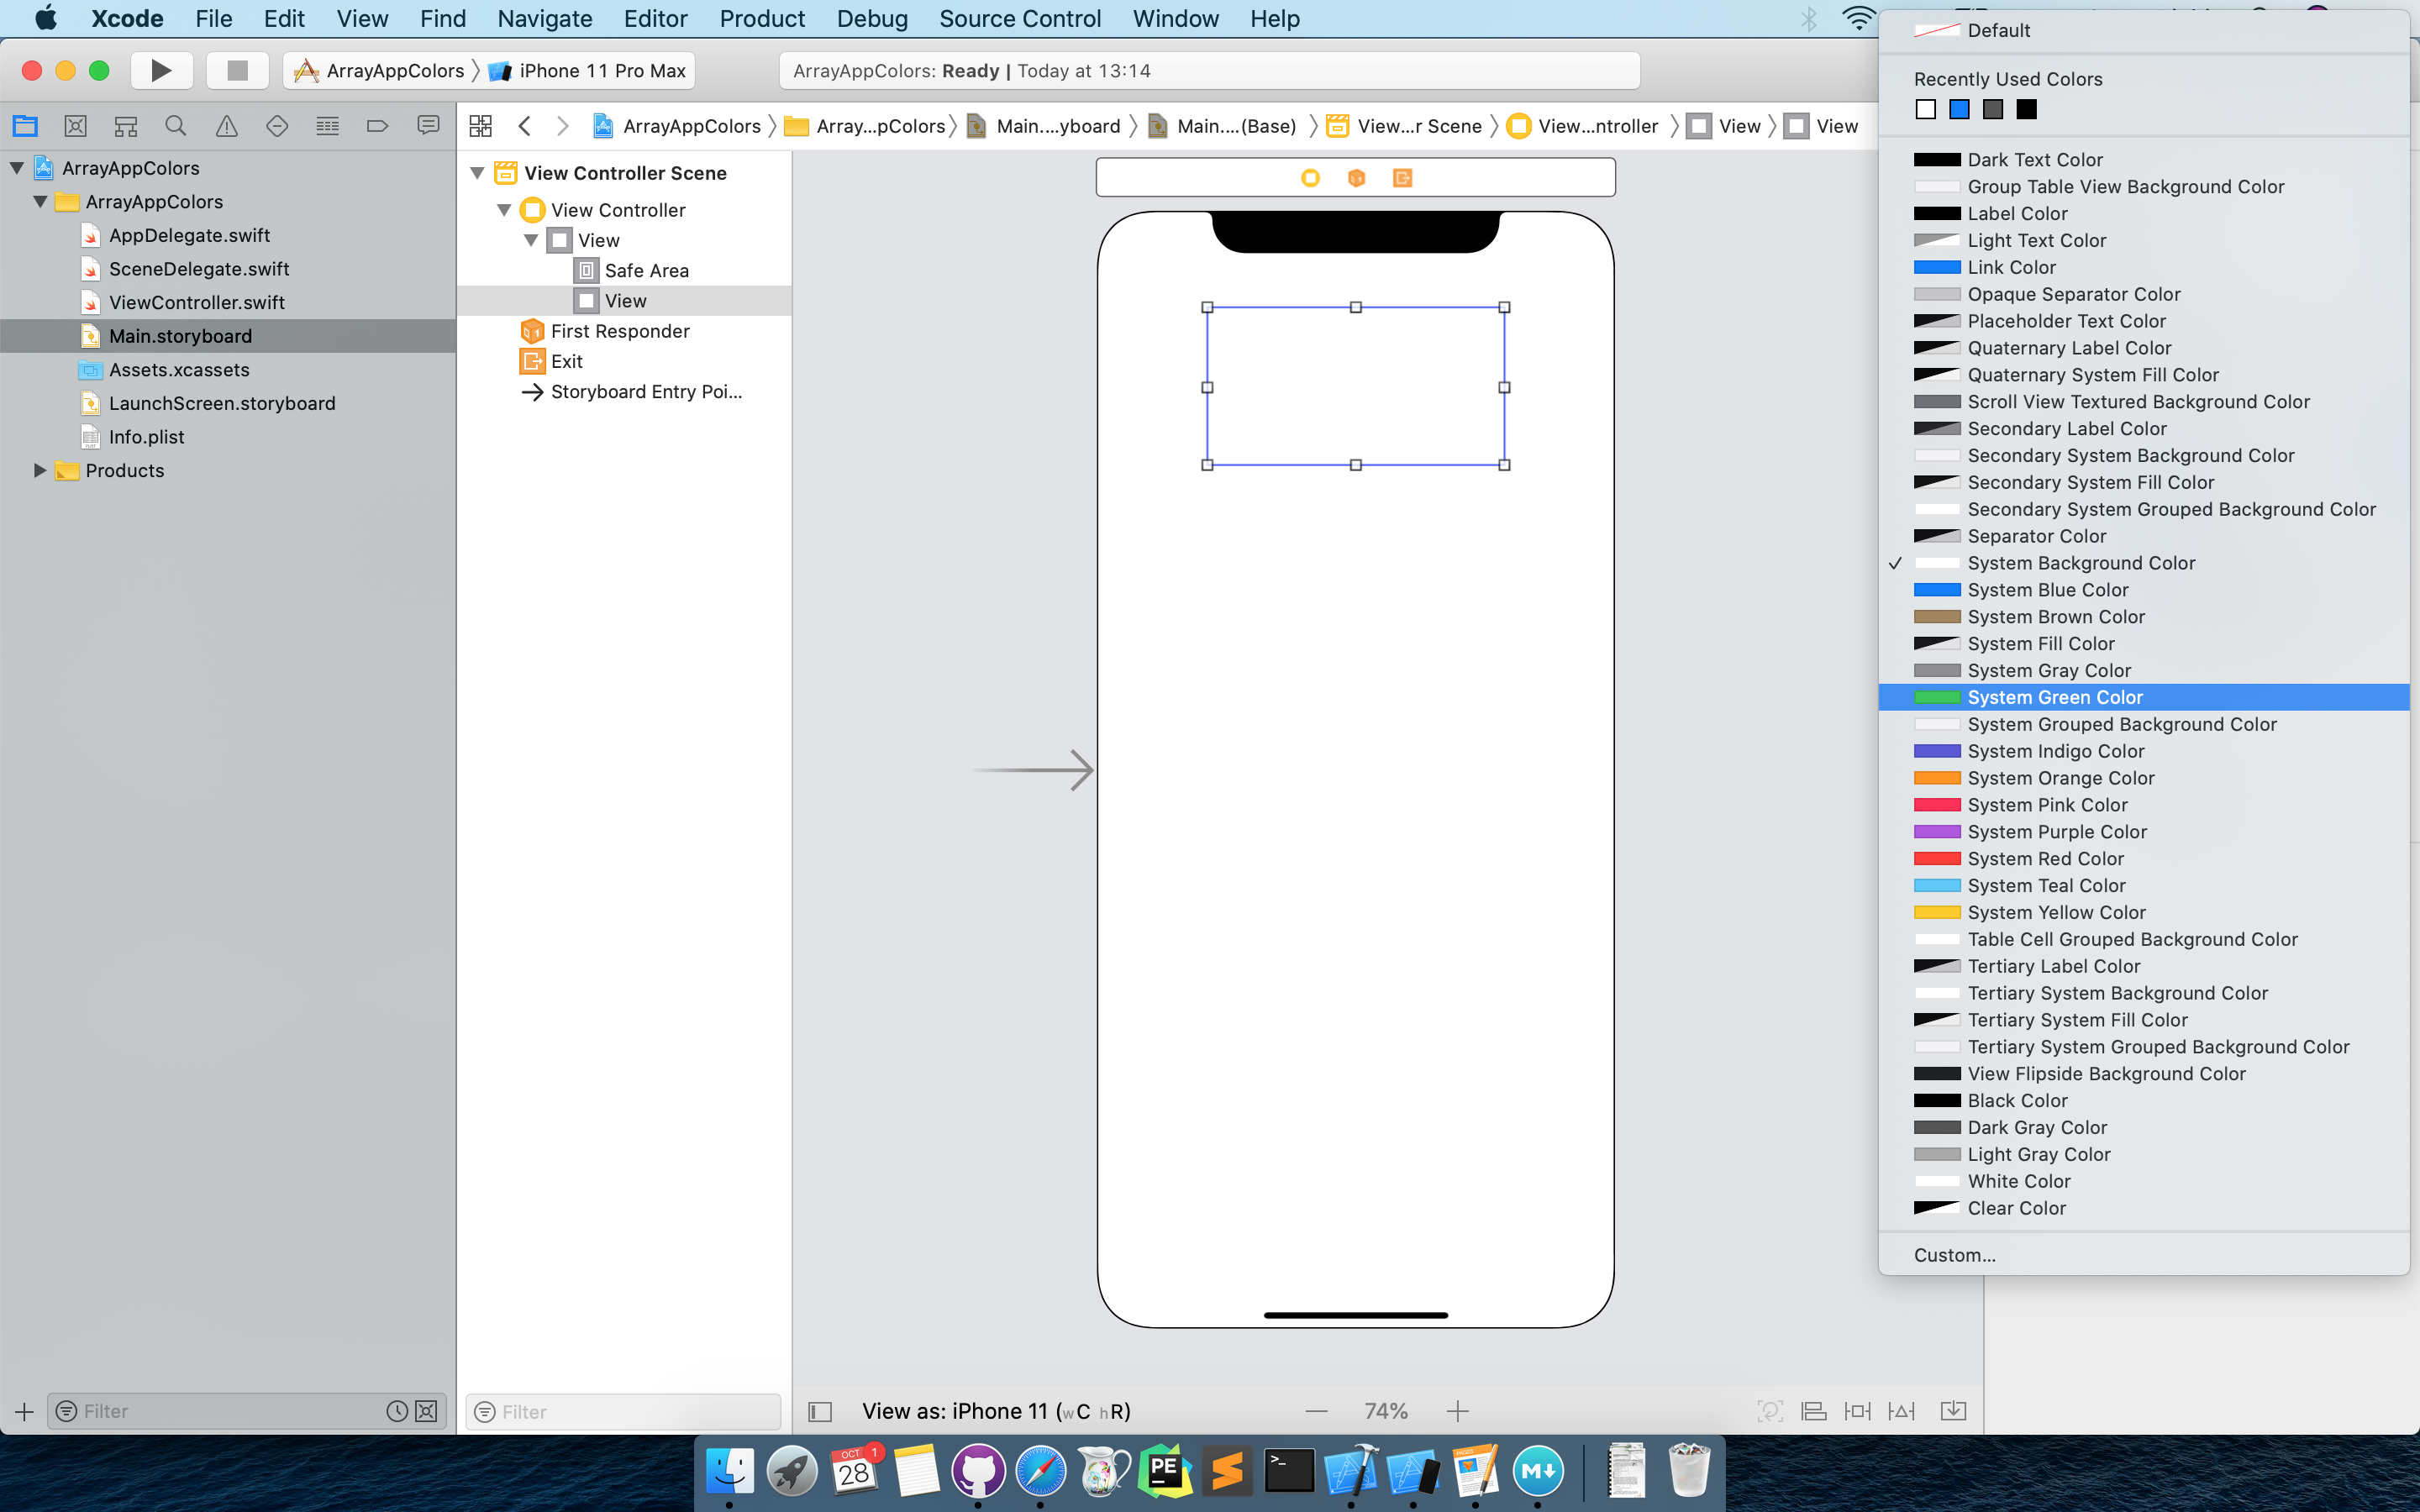 Xcode File Edit View Find Navigate Editor Product Debug Source Control Window Help
ArrayAppColors iPhone 11 Pro Max
ArrayAppColors: Ready | Today at 13:14
ArrayAppColors Array...pColors Main....yboard Main....(Base) View...r Scene View...ntroller View View
ArrayAppColors
ArrayAppColors
AppDelegate.swift
SceneDelegate.swift
ViewController.swift
Main.storyboard
Assets.xcassets
LaunchScreen.storyboard
Info.plist
Products
Filter
View Controller Scene
View Controller
View
Safe Area
View
First Responder
Exit
Storyboard Entry Poi...
Filter
View as: iPhone 11 (wC hR)
74%
Default
Recently Used Colors
Dark Text Color
Group Table View Background Color
Label Color
Light Text Color
Link Color
Opaque Separator Color
Placeholder Text Color
Quaternary Label Color
Quaternary System Fill Color
Scroll View Textured Background Color
Secondary Label Color
Secondary System Background Color
Secondary System Fill Color
Secondary System Grouped Background Color
Separator Color
System Background Color
System Blue Color
System Brown Color
System Fill Color
System Gray Color
System Green Color
System Grouped Background Color
System Indigo Color
System Orange Color
System Pink Color
System Purple Color
System Red Color
System Teal Color
System Yellow Color
Table Cell Grouped Background Color
Tertiary Label Color
Tertiary System Background Color
Tertiary System Fill Color
Tertiary System Grouped Background Color
View Flipside Background Color
Black Color
Dark Gray Color
Light Gray Color
White Color
Clear Color
Custom...
OCT
28
1
PE
>_
PAGES
M